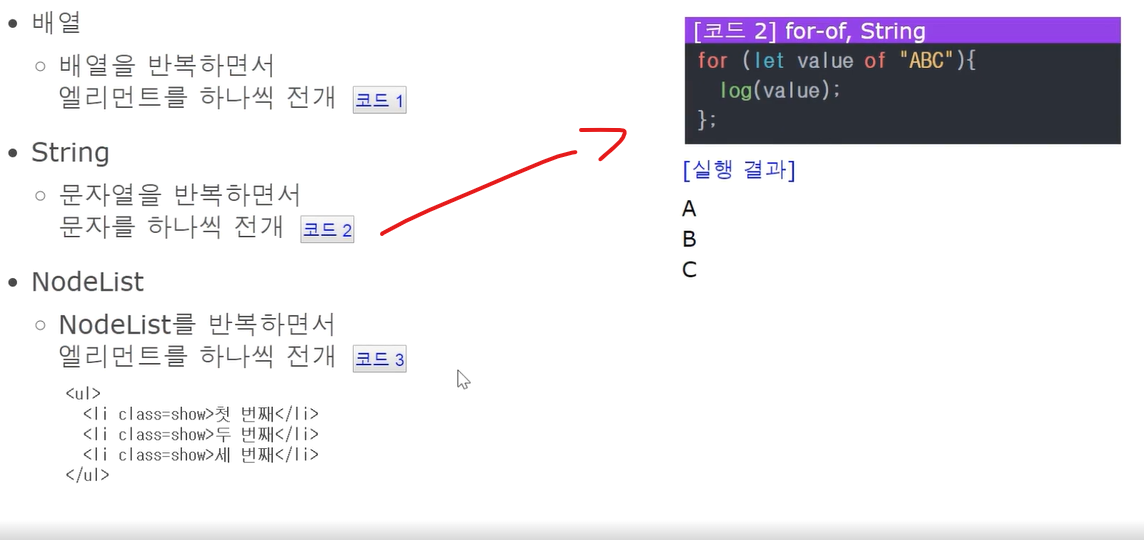 • 배열
○ 배열을 반복하면서
엘리먼트를 하나씩 전개 코드 1
• String
○ 문자열을 반복하면서
문자를 하나씩 전개 코드 2
• NodeList
○ NodeList를 반복하면서
엘리먼트를 하나씩 전개 코드 3
<ul>
  <li class=show>첫 번째</li>
  <li class=show>두 번째</li>
  <li class=show>세 번째</li>
</ul>
[코드 2] for-of, String
for (let value of "ABC"){
  log(value);
};
[실행 결과]
A
B
C